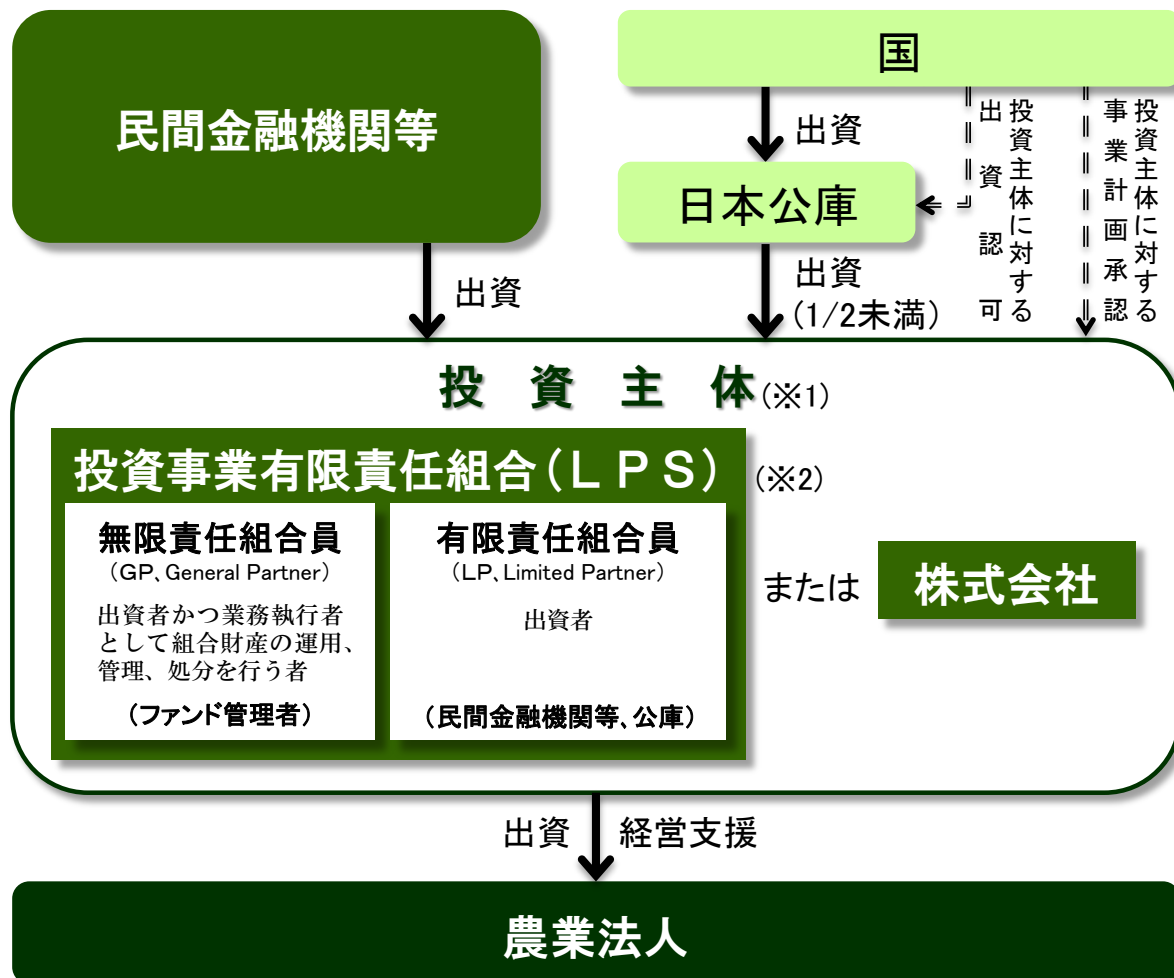 民間金融機関等
国
出資
投資主体に対する
出資認可
投資主体に対する
事業計画承認
日本公庫
出資
出資
(1/2未満)
投資主体(※1)
投資事業有限責任組合(LPS)
(※2)
無限責任組合員
(GP、General Partner)
出資者かつ業務執行者
として組合財産の運用、
管理、処分を行う者
(ファンド管理者)
有限責任組合員
(LP、Limited Partner)
出資者
(民間金融機関等、公庫)
または
株式会社
出資
経営支援
農業法人